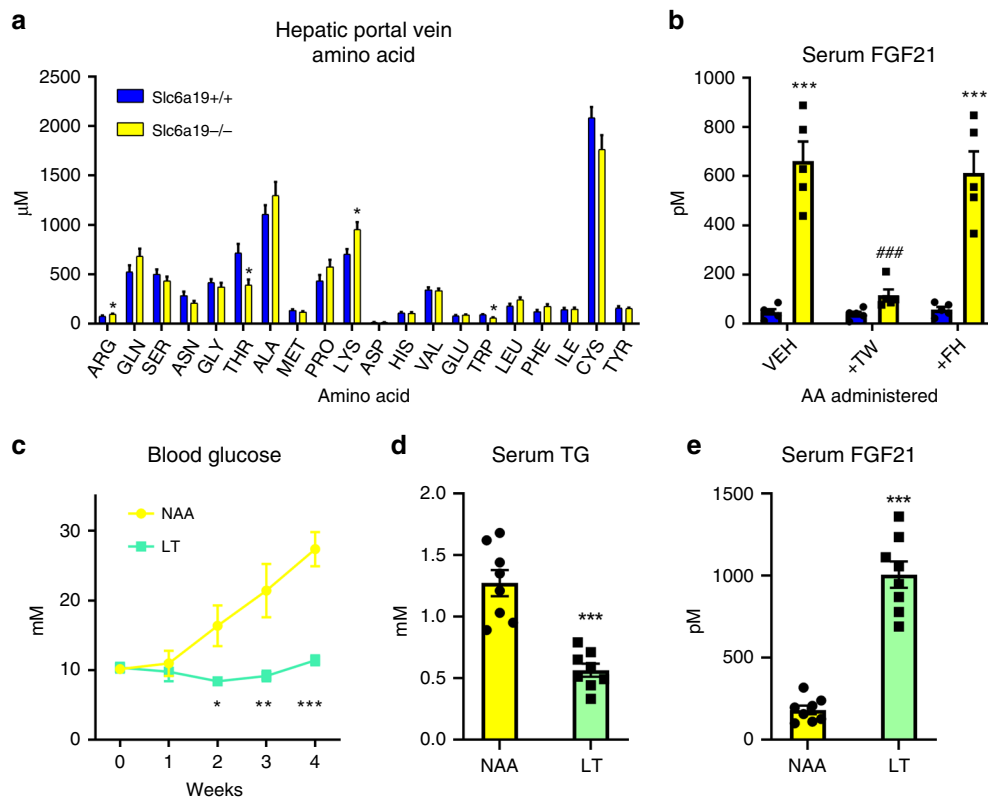 a
Hepatic portal vein
amino acid
2500
2000
1500
1000
500
0
μM
Slc6a19+/+
Slc6a19–/–
*
*
*
*
ARG
GLN
SER
ASN
GLY
THR
ALA
MET
PRO
LYS
ASP
HIS
VAL
GLU
TRP
LEU
PHE
ILE
CYS
TYR
Amino acid
b
Serum FGF21
1000
800
600
400
200
0
pM
***
###
***
VEH
+TW
+FH
AA administered
c
Blood glucose
NAA
LT
30
20
10
0
mM
*
**
***
0 1 2 3 4
Weeks
d
Serum TG
2.0
1.5
1.0
0.5
0.0
mM
***
NAA LT
e
Serum FGF21
1500
1000
500
0
pM
***
NAA LT